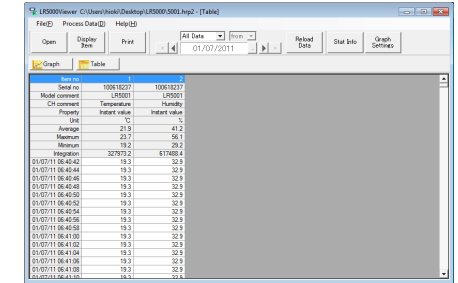 LR5000Viewer C:\Users\hioki\Desktop\LR5000\5001.hrp2 - [Table]
File(F) Process Data(D) Help(H)
Open Display Item Print All Data from 01/07/2011 Reload Data Stat Info Graph Settings
Graph Table
Item no 1 2
Serial no 100618237 100618237
Model comment LR5001 LR5001
CH comment Temperature Humidity
Property Instant value Instant value
Unit ℃ %
Average 21.9 41.2
Maximum 23.7 56.1
Minimum 19.2 29.2
Integration 327973.2 617488.4
01/07/11 06:40:42 19.3 32.9
01/07/11 06:40:44 19.3 32.9
01/07/11 06:40:46 19.3 32.9
01/07/11 06:40:48 19.3 32.9
01/07/11 06:40:50 19.3 32.9
01/07/11 06:40:52 19.3 32.9
01/07/11 06:40:54 19.3 32.9
01/07/11 06:40:56 19.3 32.9
01/07/11 06:40:58 19.3 32.9
01/07/11 06:41:00 19.3 32.9
01/07/11 06:41:02 19.3 32.9
01/07/11 06:41:04 19.3 32.9
01/07/11 06:41:06 19.3 32.9
01/07/11 06:41:08 19.3 32.9
01/07/11 06:41:10 19.3 32.9